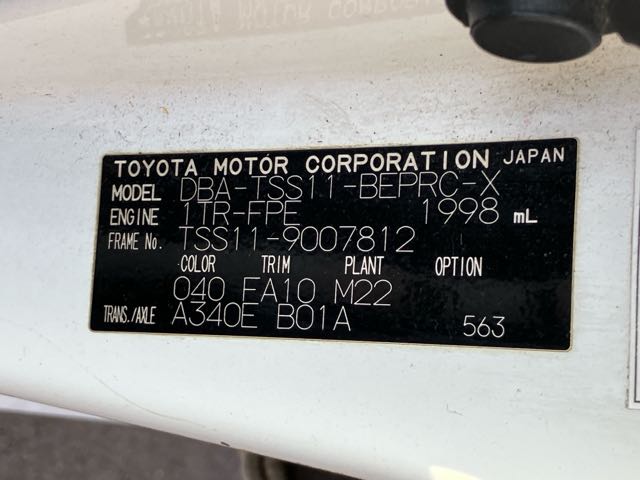 TOYOTA MOTOR CORPORATION JAPAN
MODEL DBA-TSS11-BEPRC-X
ENGINE 1TR-FPE 1998 mL
FRAME No. TSS11-9007812
COLOR TRIM PLANT OPTION
040 FA10 M22
TRANS./AXLE A340E B01A 563